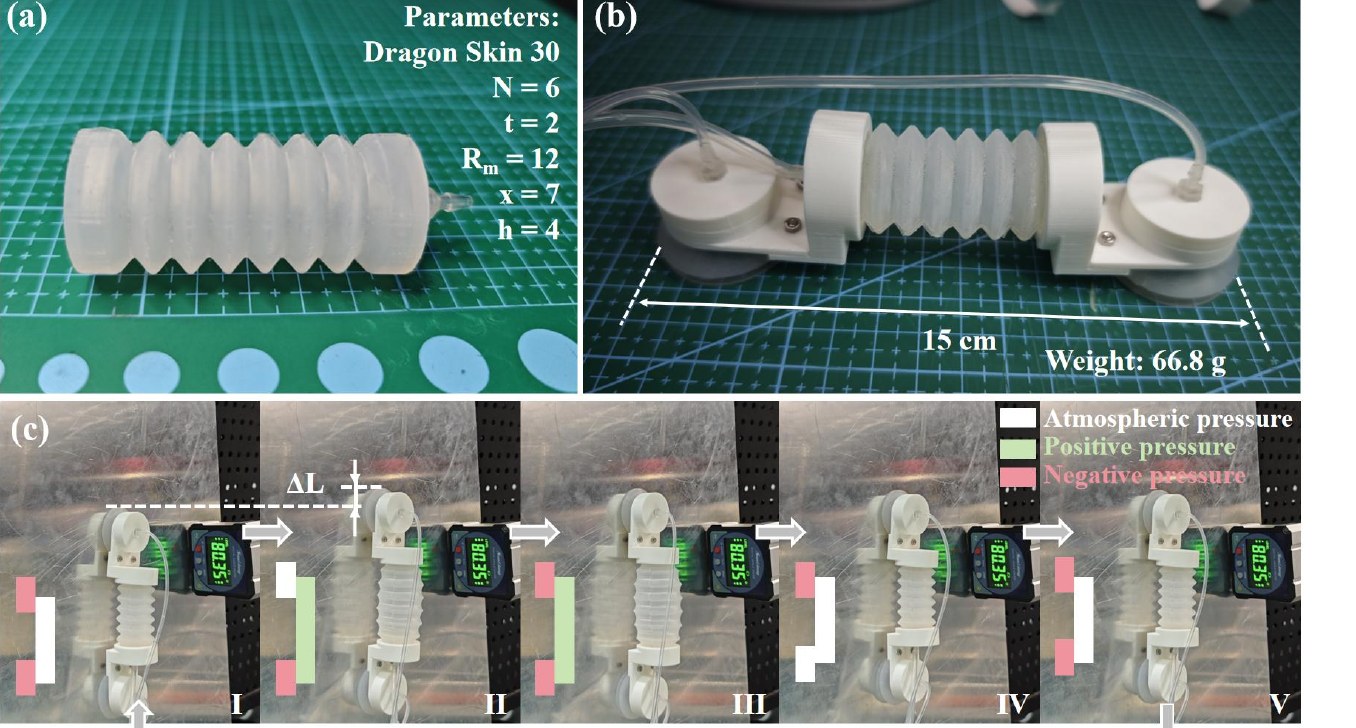 (a)
Parameters:
Dragon Skin 30
N = 6
t = 2
Rm = 12
x = 7
h = 4
(b)
15 cm
Weight: 66.8 g
(c)
Atmospheric pressure
Positive pressure
Negative pressure
ΔL
I
II
III
IV
V